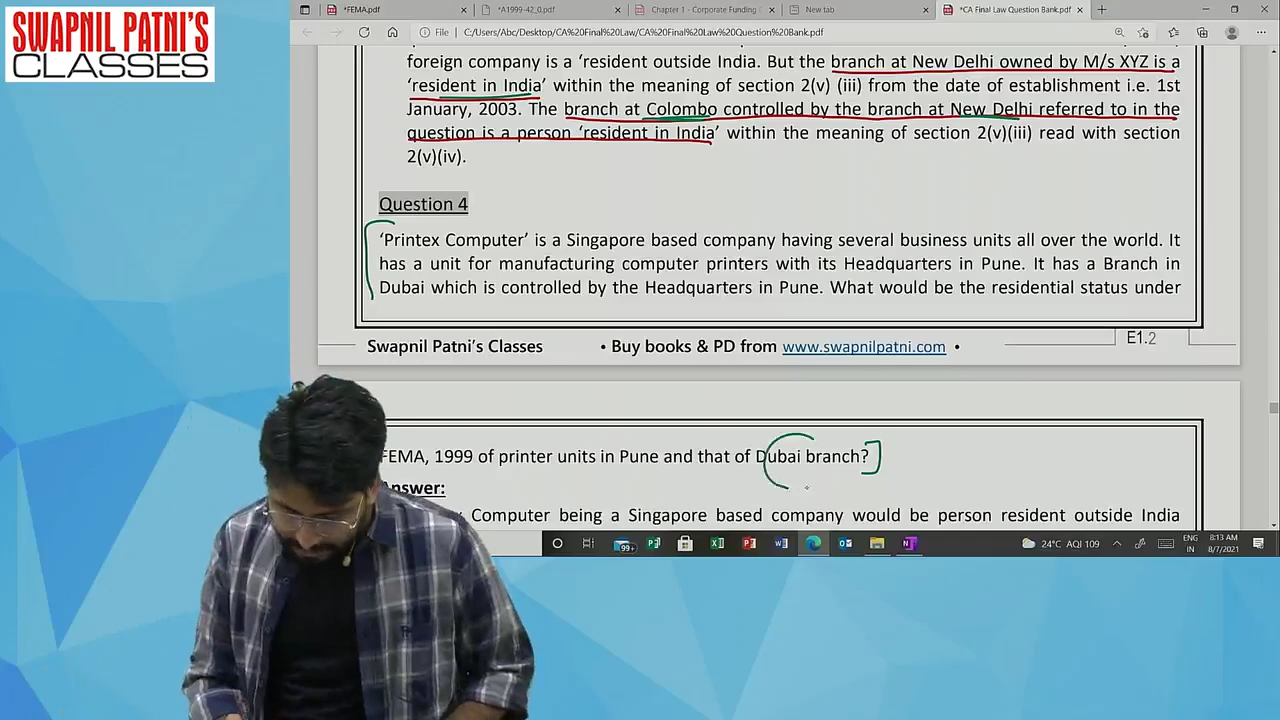 SWAPNIL PATNI'S
CLASSES
*FEMA.pdf
*A1999-42_0.pdf
Chapter 1 - Corporate Funding
New tab
*CA Final Law Question Bank.pdf
File C:/Users/Abc/Desktop/CA%20Final%20Law/CA%20Final%20Law%20Question%20Bank.pdf
foreign company is a 'resident outside India. But the branch at New Delhi owned by M/s XYZ is a
'resident in India' within the meaning of section 2(v) (iii) from the date of establishment i.e. 1st
January, 2003. The branch at Colombo controlled by the branch at New Delhi referred to in the
question is a person 'resident in India' within the meaning of section 2(v)(iii) read with section
2(v)(iv).
Question 4
'Printex Computer' is a Singapore based company having several business units all over the world. It
has a unit for manufacturing computer printers with its Headquarters in Pune. It has a Branch in
Dubai which is controlled by the Headquarters in Pune. What would be the residential status under
Swapnil Patni's Classes • Buy books & PD from www.swapnilpatni.com • E1.2
FEMA, 1999 of printer units in Pune and that of Dubai branch?
Answer:
Computer being a Singapore based company would be person resident outside India
99+
24°C AQI 109
ENG
IN
8:13 AM
8/7/2021